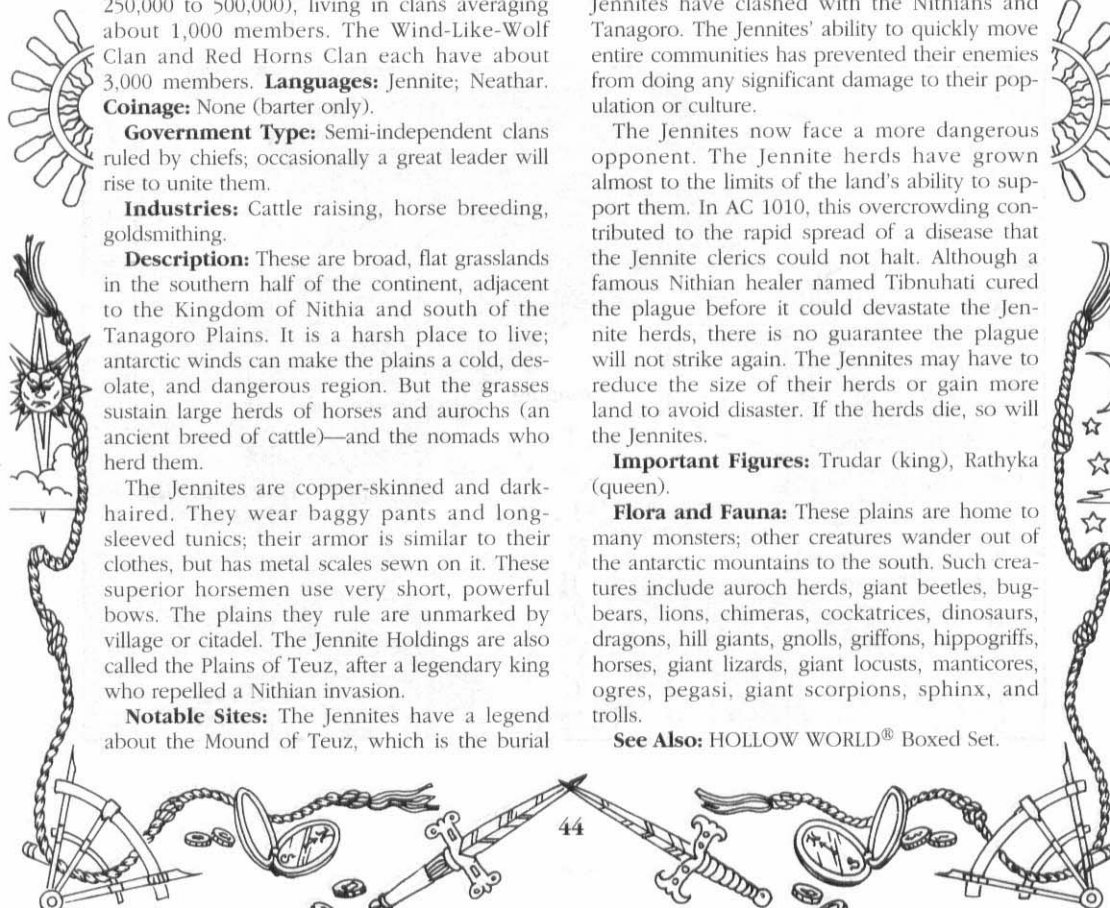 250,000 to 500,000), living in clans averaging
about 1,000 members. The Wind-Like-Wolf
Clan and Red Horns Clan each have about
3,000 members. Languages: Jennite; Neathar.
Coinage: None (barter only).
Government Type: Semi-independent clans
ruled by chiefs; occasionally a great leader will
rise to unite them.
Industries: Cattle raising, horse breeding,
goldsmithing.
Description: These are broad, flat grasslands
in the southern half of the continent, adjacent
to the Kingdom of Nithia and south of the
Tanagoro Plains. It is a harsh place to live;
antarctic winds can make the plains a cold, des-
olate, and dangerous region. But the grasses
sustain large herds of horses and aurochs (an
ancient breed of cattle)—and the nomads who
herd them.
The Jennites are copper-skinned and dark-
haired. They wear baggy pants and long-
sleeved tunics; their armor is similar to their
clothes, but has metal scales sewn on it. These
superior horsemen use very short, powerful
bows. The plains they rule are unmarked by
village or citadel. The Jennite Holdings are also
called the Plains of Teuz, after a legendary king
who repelled a Nithian invasion.
Notable Sites: The Jennites have a legend
about the Mound of Teuz, which is the burial
Jennites have clashed with the Nithians and
Tanagoro. The Jennites' ability to quickly move
entire communities has prevented their enemies
from doing any significant damage to their pop-
ulation or culture.
The Jennites now face a more dangerous
opponent. The Jennite herds have grown
almost to the limits of the land's ability to sup-
port them. In AC 1010, this overcrowding con-
tributed to the rapid spread of a disease that
the Jennite clerics could not halt. Although a
famous Nithian healer named Tibnuhati cured
the plague before it could devastate the Jen-
nite herds, there is no guarantee the plague
will not strike again. The Jennites may have to
reduce the size of their herds or gain more
land to avoid disaster. If the herds die, so will
the Jennites.
Important Figures: Trudar (king), Rathyka
(queen).
Flora and Fauna: These plains are home to
many monsters; other creatures wander out of
the antarctic mountains to the south. Such crea-
tures include auroch herds, giant beetles, bug-
bears, lions, chimeras, cockatrices, dinosaurs,
dragons, hill giants, gnolls, griffons, hippogriffs,
horses, giant lizards, giant locusts, manticores,
ogres, pegasi, giant scorpions, sphinx, and
trolls.
See Also: HOLLOW WORLD® Boxed Set.
44